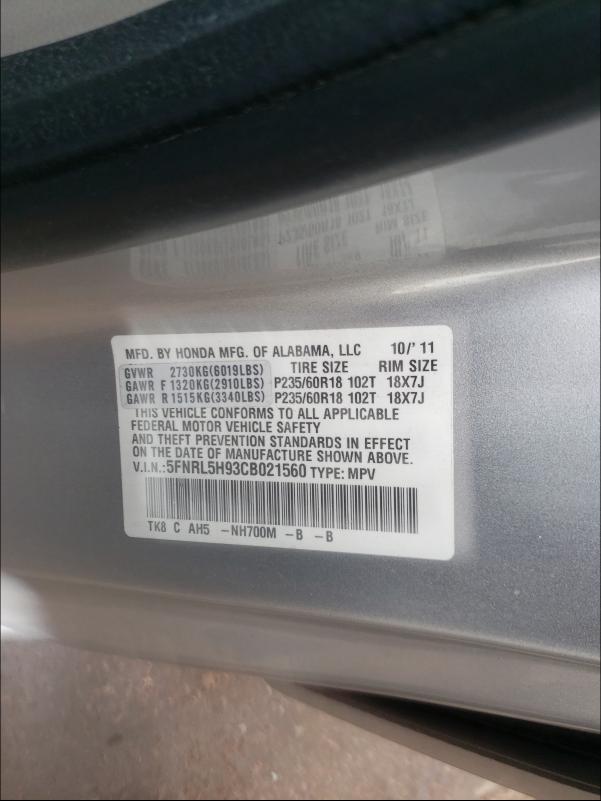 MFD. BY HONDA MFG. OF ALABAMA, LLC 10/'11
GVWR 2730KG(6019LBS) TIRE SIZE RIM SIZE
GAWR F 1320KG(2910LBS) P235/60R18 102T 18X7J
GAWR R 1515KG(3340LBS) P235/60R18 102T 18X7J
THIS VEHICLE CONFORMS TO ALL APPLICABLE
FEDERAL MOTOR VEHICLE SAFETY
AND THEFT PREVENTION STANDARDS IN EFFECT
ON THE DATE OF MANUFACTURE SHOWN ABOVE.
V.I.N.:5FNRL5H93CB021560 TYPE: MPV
TK8 C AH5 -NH700M -B -B